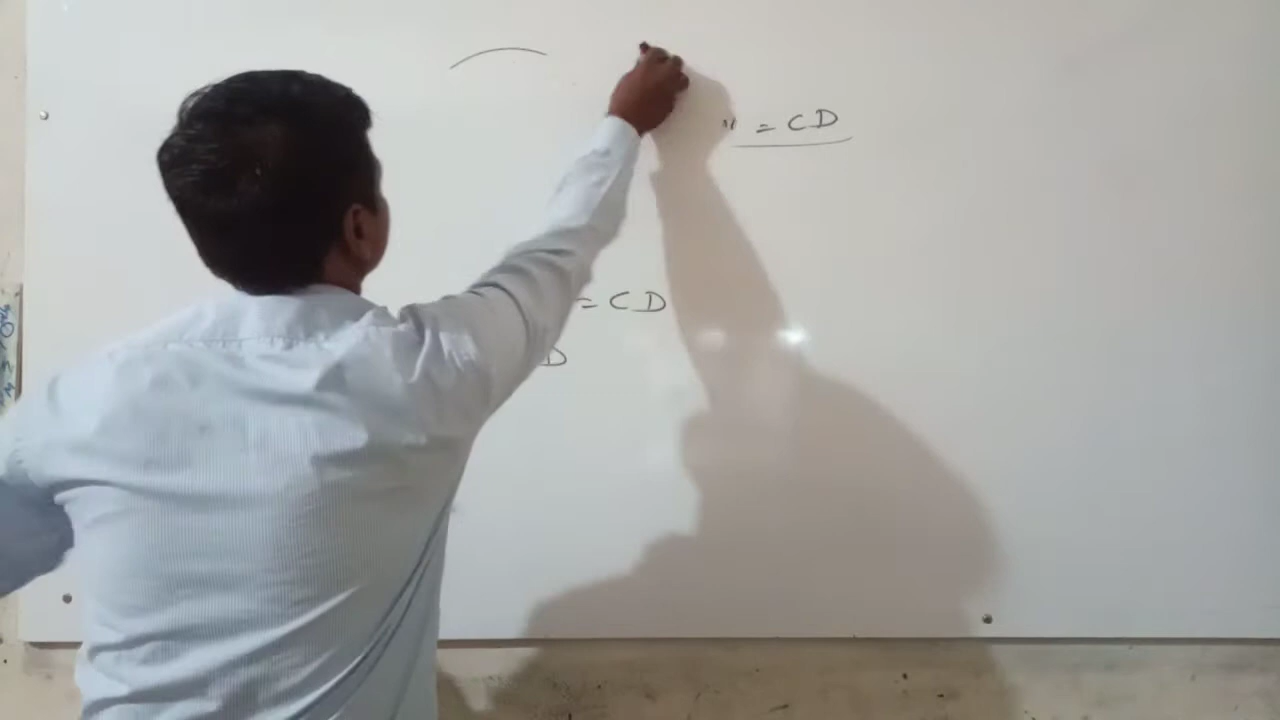 = CD
= CD
D